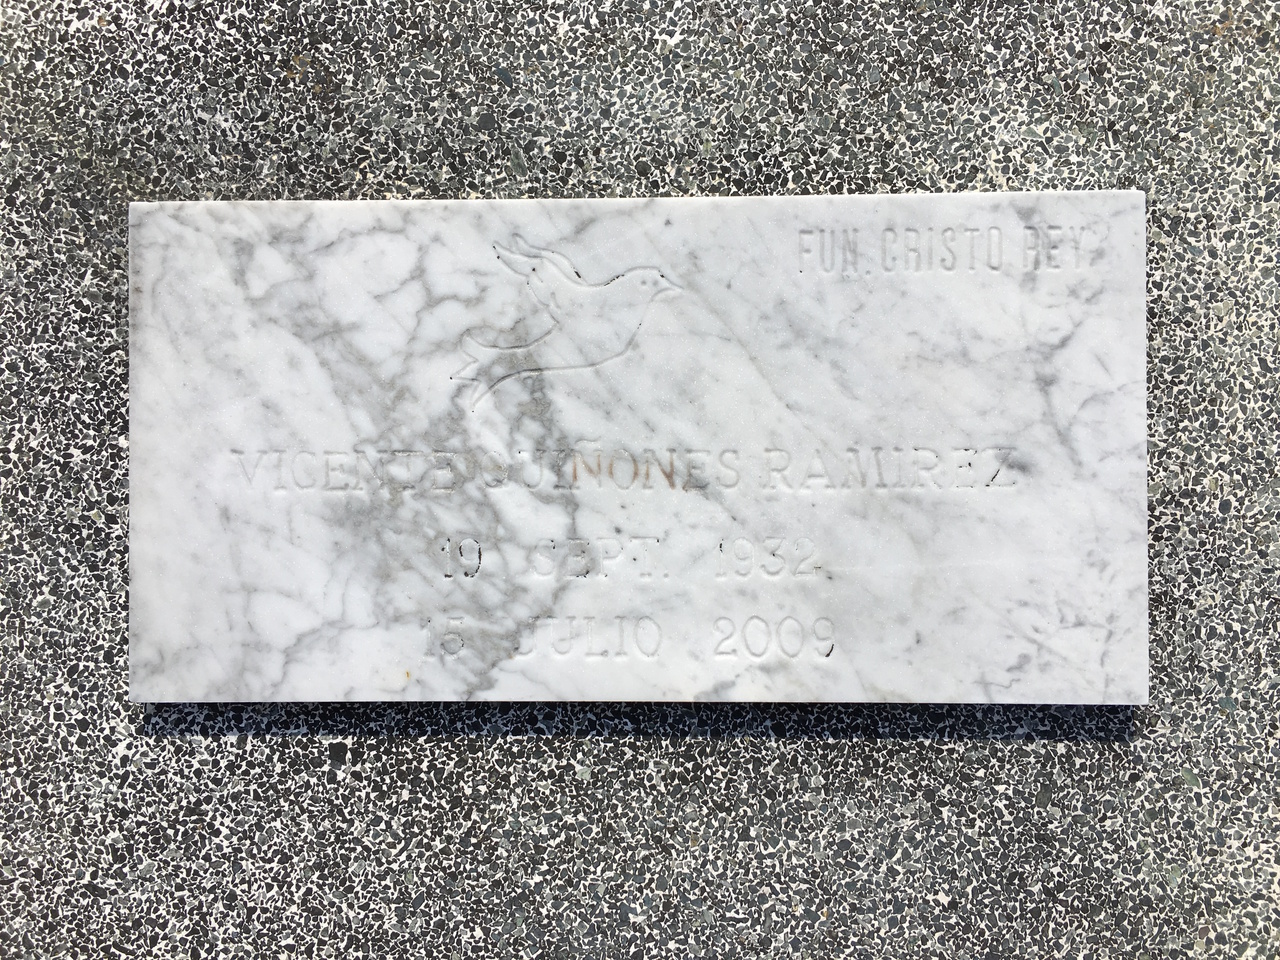 FUN. CRISTO REY
VICENTE QUIÑONES RAMIREZ
19 SEPT. 1932
15 JULIO 2009